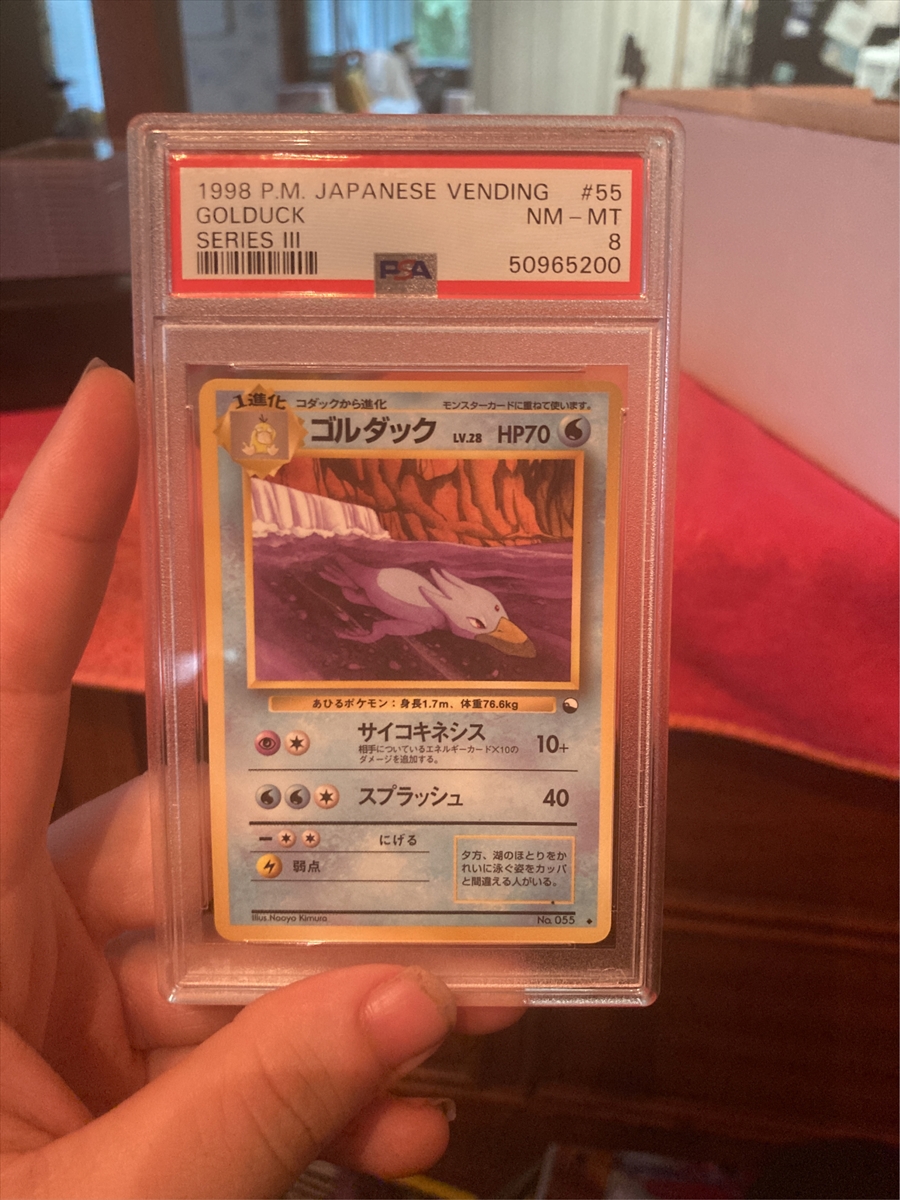 1998 P.M. JAPANESE VENDING #55
GOLDUCK NM - MT
SERIES III 8
PSA 50965200
1進化 コダックから進化 モンスターカードに重ねて使います。
ゴルダック LV.28 HP70
あひるポケモン:身長1.7m、体重76.6kg
サイコキネシス 10+
相手についているエネルギーカード×10の
ダメージを追加する。
スプラッシュ 40
にげる
弱点
夕方、湖のほとりをか
れいに泳ぐ姿をカッパ
と間違える人がいる。
Illus. Naoyo Kimura No. 055